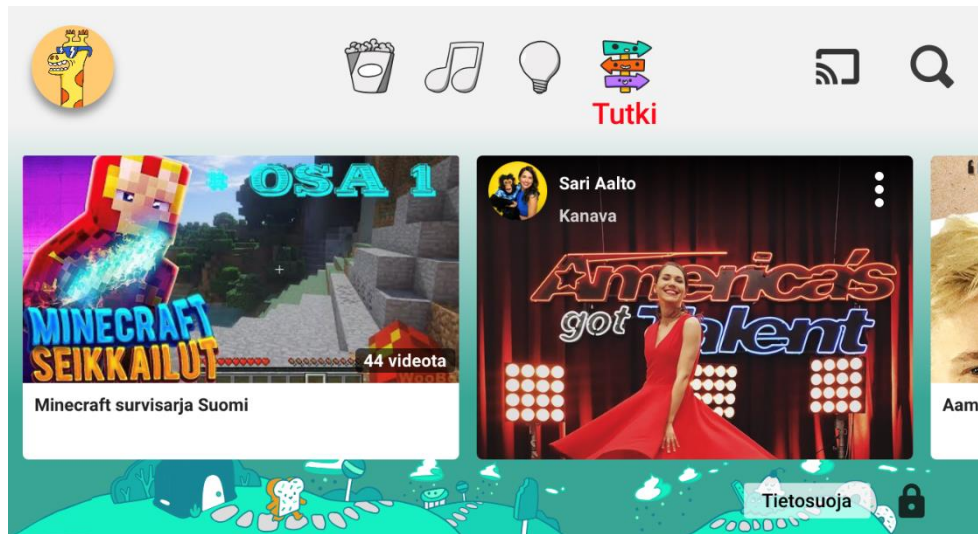 Tutki
OSA 1
MINECRAFT
SEIKKAILUT
44 videota
Minecraft survisarja Suomi
Sari Aalto
Kanava
America's
got Talent
Aam
Tietosuoja